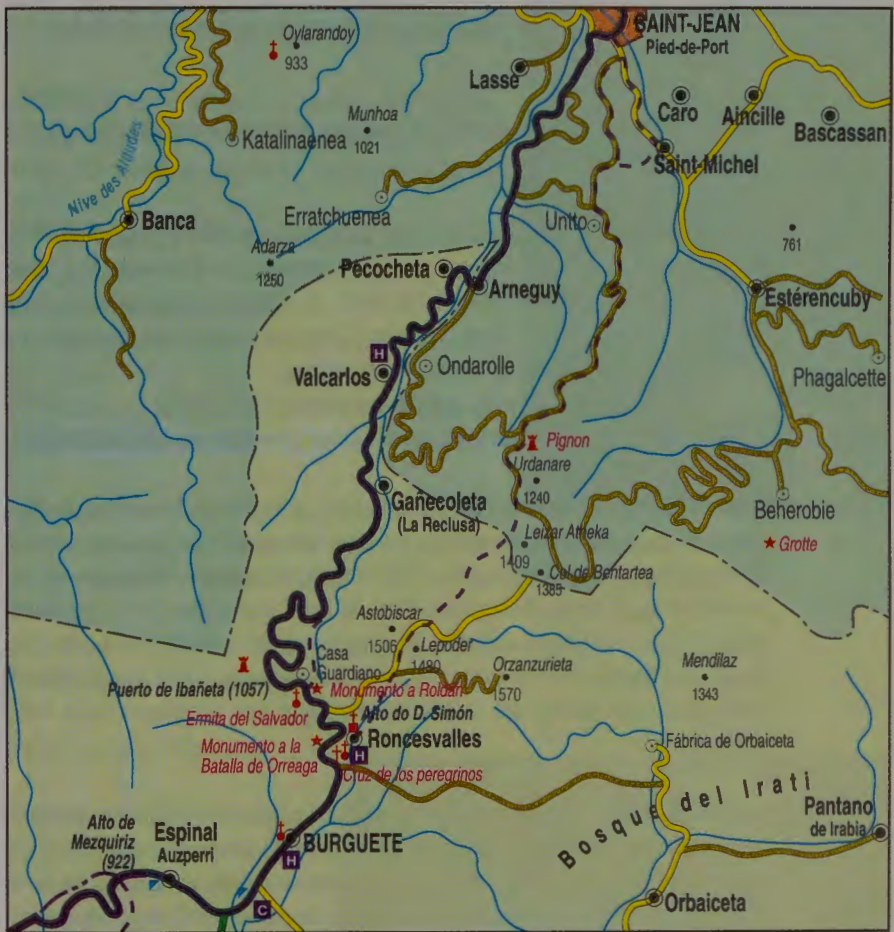 SAINT-JEAN
Pied-de-Port
Oylarandoy
933
Lasse
Caro
Aincille
Bascassan
Munhoa
1021
Katalinaenea
Saint-Michel
Nive des Aldudes
Erratchuenea
Untto
Banca
761
Adarza
1250
Pecocheta
Arneguy
Estérencuby
H
Valcarlos
Ondarolle
Phagalcette
Pignon
Urdanare
1240
Gañecoleta
(La Reclusa)
Beherobie
Leizar Atheka
1409
Grotte
Col de Bentartea
1385
Astobiscar
1506
Lepoder
1480
Casa
Guardiano
Orzanzurieta
1570
Mendilaz
1343
Puerto de Ibañeta (1057)
Monumento a Roldán
Ermita del Salvador
Alto do D. Simón
Roncesvalles
H
Monumento a la
Batalla de Orreaga
Cruz de los peregrinos
Fábrica de Orbaiceta
Bosque del Irati
Pantano
de Irabia
Alto de
Mezquiriz
(922)
Espinal
Auzperri
BURGUETE
H
C
Orbaiceta